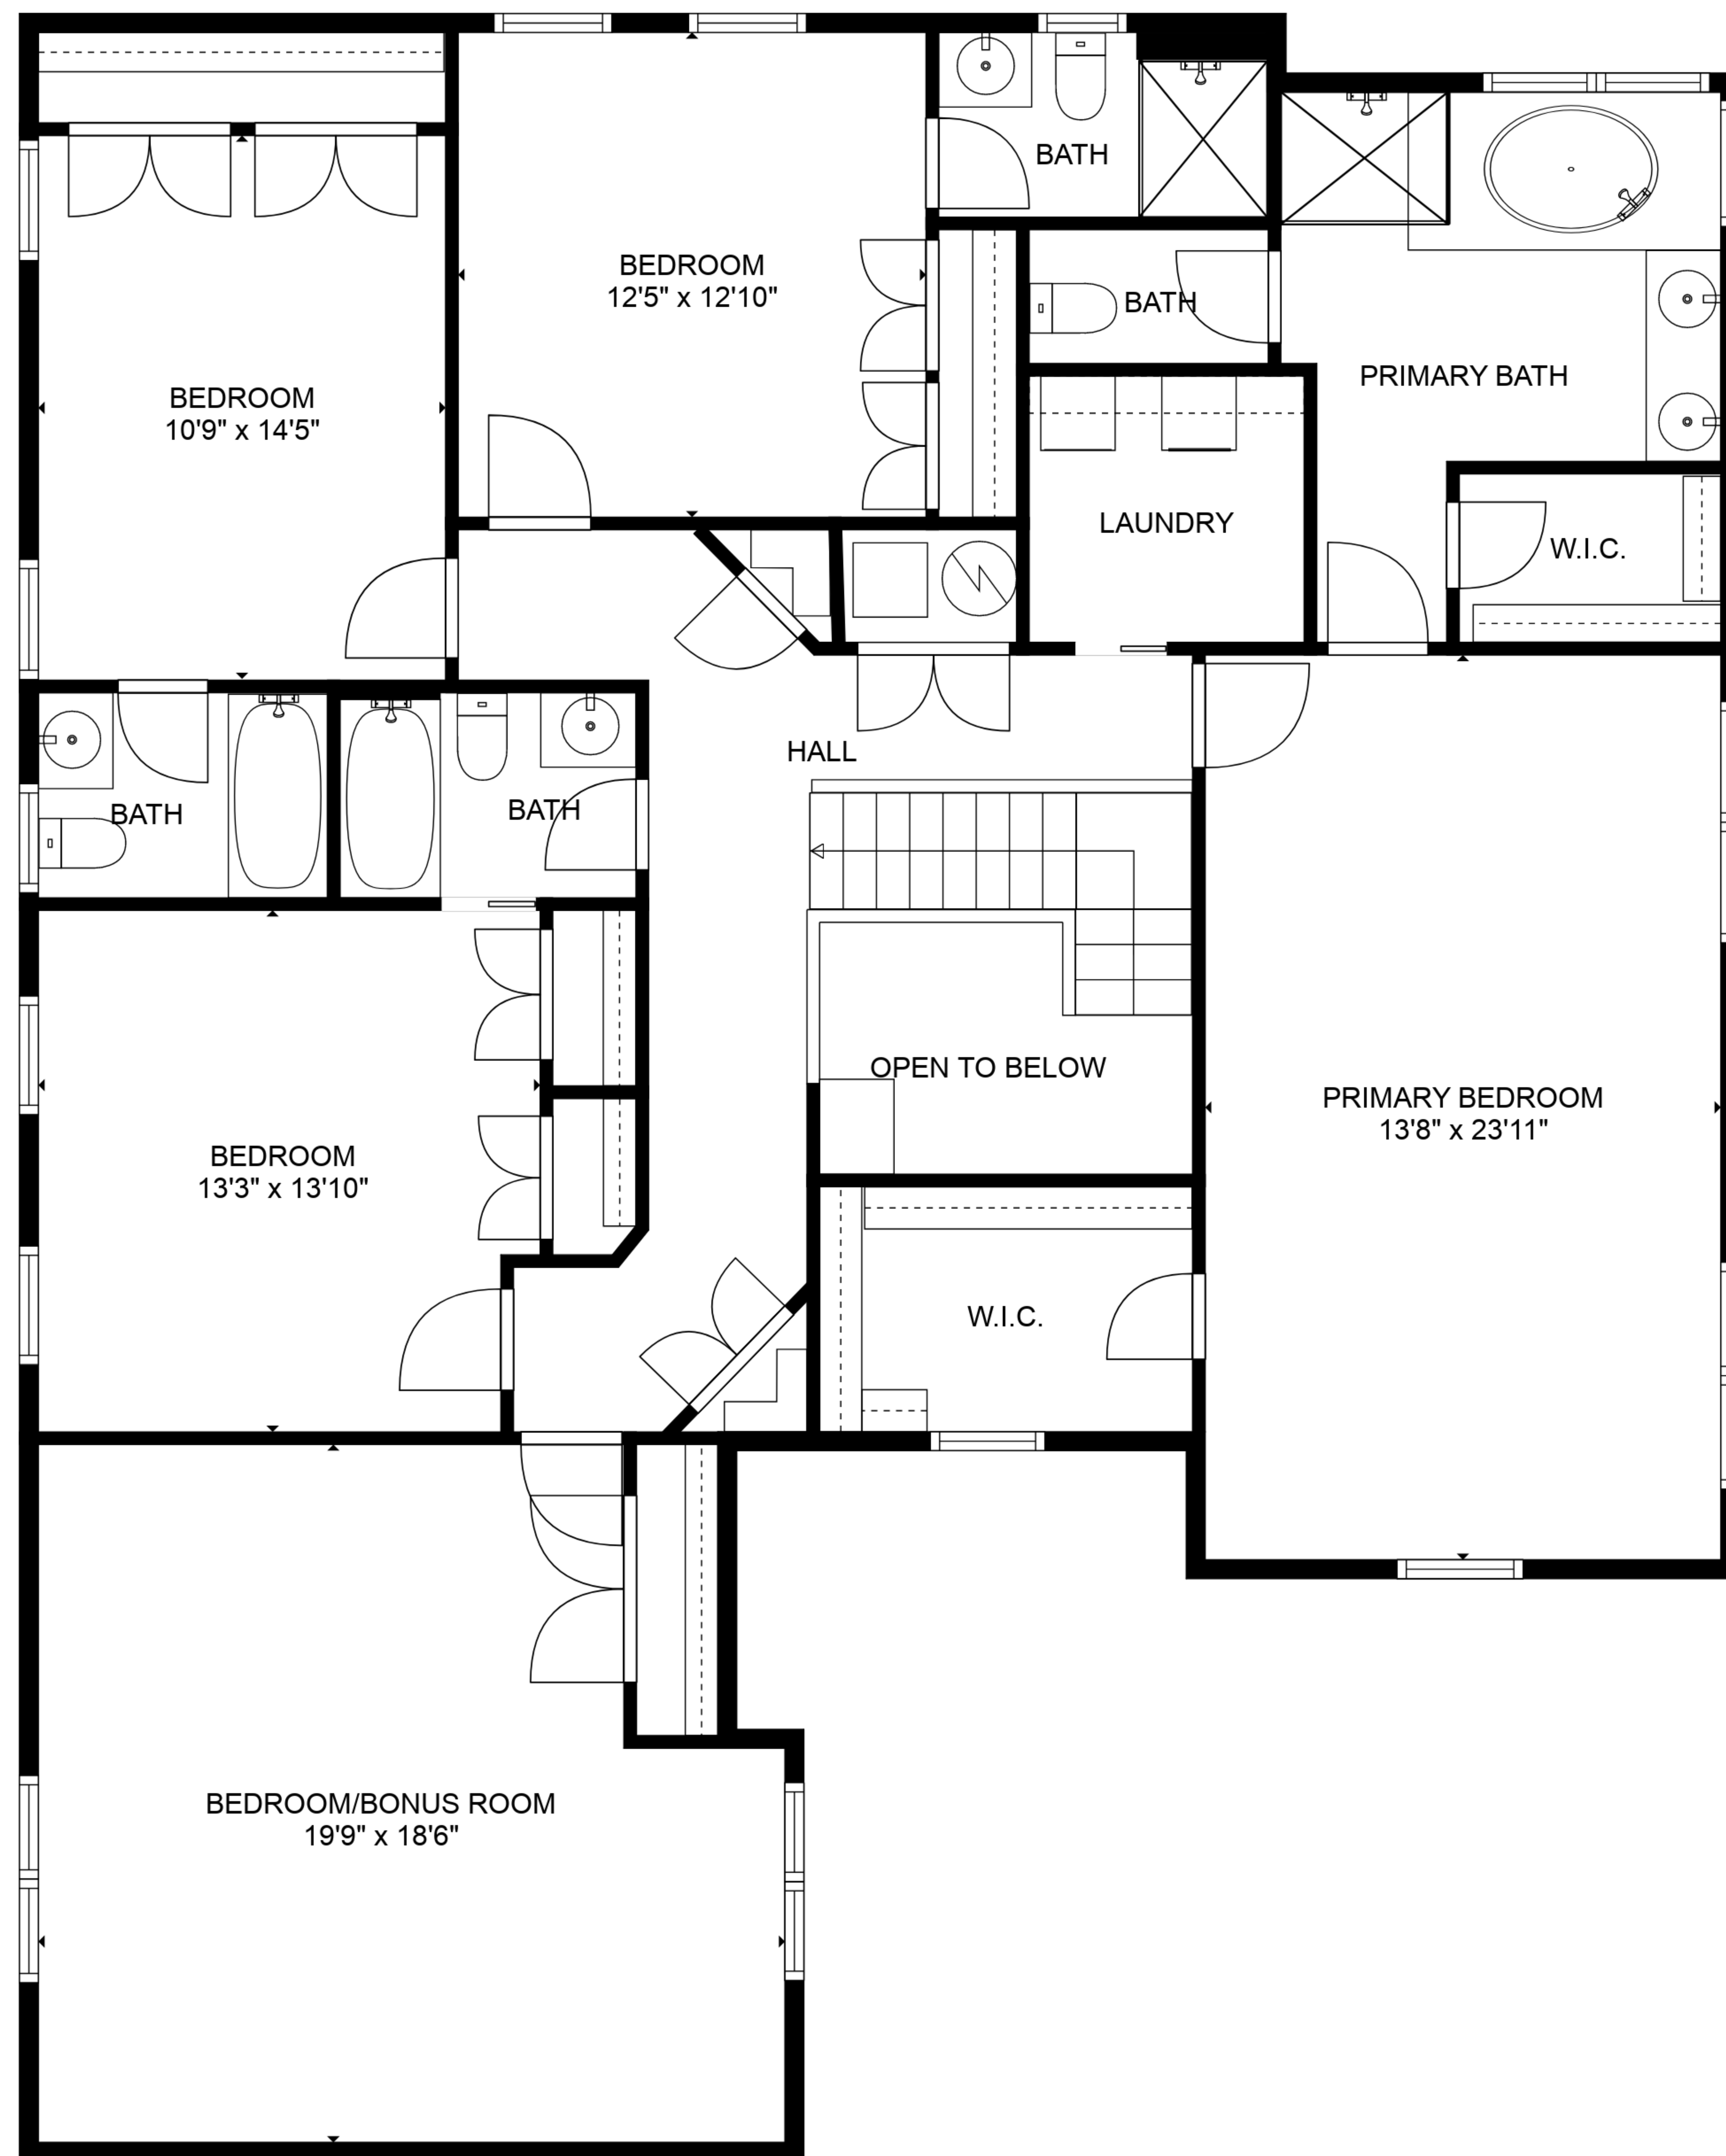 BATH
BEDROOM
12'5" x 12'10"
BATH
PRIMARY BATH
BEDROOM
10'9" x 14'5"
LAUNDRY
W.I.C.
HALL
BATH
BATH
OPEN TO BELOW
PRIMARY BEDROOM
13'8" x 23'11"
BEDROOM
13'3" x 13'10"
W.I.C.
BEDROOM/BONUS ROOM
19'9" x 18'6"